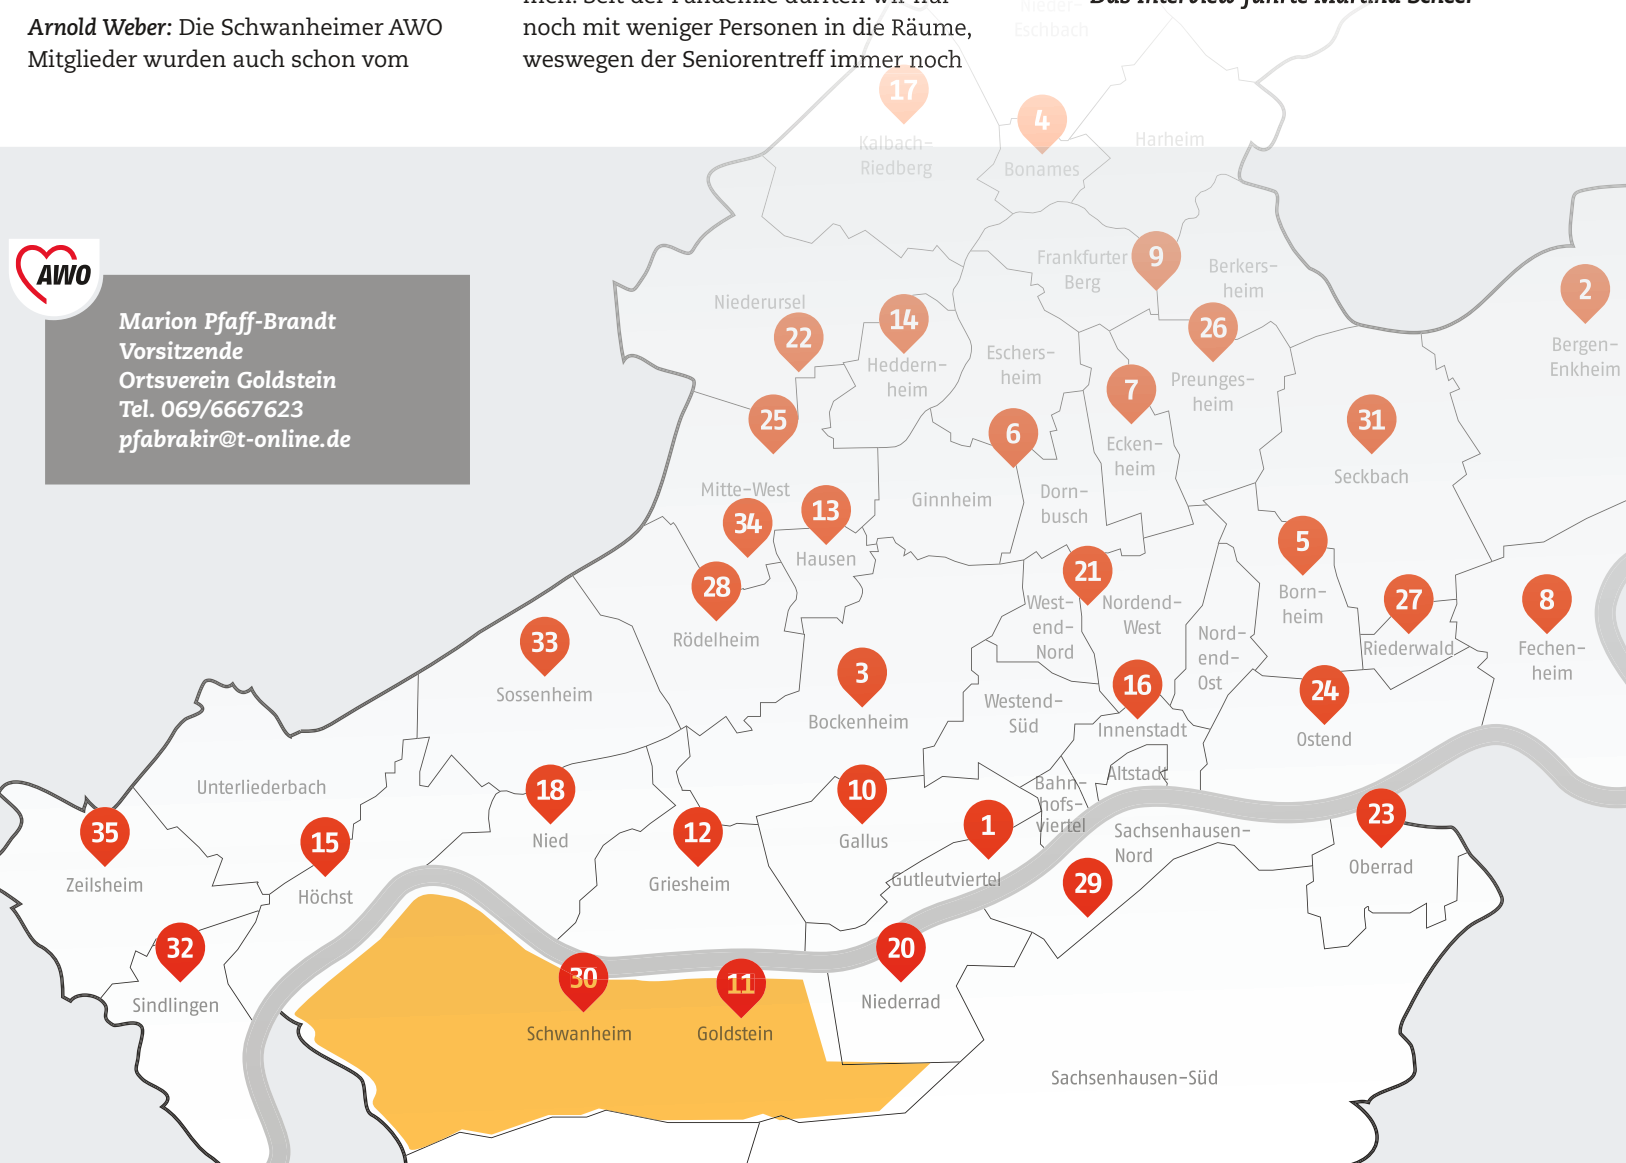 Arnold Weber: Die Schwanheimer AWO
Mitglieder wurden auch schon vom
noch mit weniger Personen in die Räume,
weswegen der Seniorentreff immer noch
Das Interview führte Martina Scheer
Nieder-
Eschbach
17
Kalbach-
Riedberg
4
Bonames
Harheim
AWO
Marion Pfaff-Brandt
Vorsitzende
Ortsverein Goldstein
Tel. 069/6667623
pfabrakir@t-online.de
Frankfurter
Berg
9
Berkers-
heim
2
Bergen-
Enkheim
Niederursel
22
14
Heddern-
heim
Eschers-
heim
26
Preunges-
heim
7
Ecken-
heim
25
6
31
Seckbach
Mitte-West
34
13
Hausen
Ginnheim
Dorn-
busch
28
Rödelheim
21
West-
end-
Nord
Nordend-
West
Nord-
end-
Ost
5
Born-
heim
27
Riederwald
8
Fechen-
heim
33
Sossenheim
3
Bockenheim
Westend-
Süd
16
Innenstadt
24
Ostend
Unterliederbach
35
Zeilsheim
15
Höchst
18
Nied
12
Griesheim
10
Gallus
1
Gutleutviertel
Bahn-
hofs-
viertel
Altstadt
Sachsenhausen-
Nord
29
23
Oberrad
32
Sindlingen
30
Schwanheim
11
Goldstein
20
Niederrad
Sachsenhausen-Süd